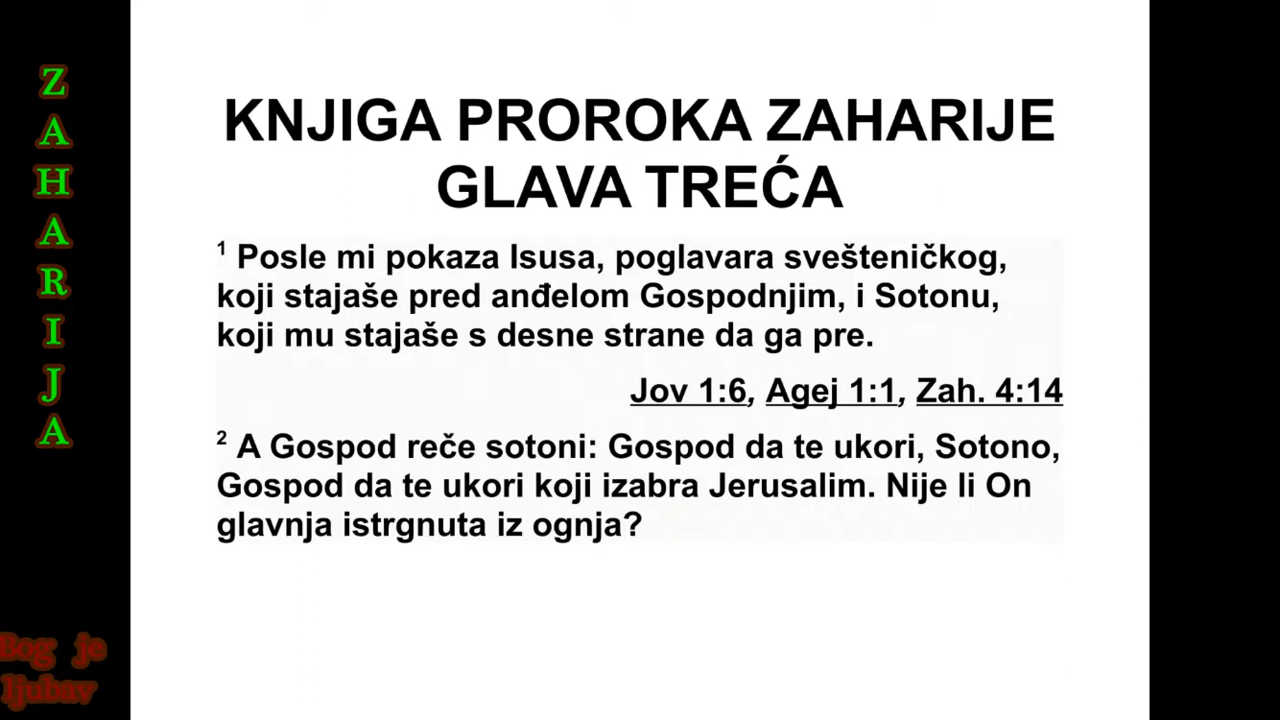 ZAHARIJA
KNJIGA PROROKA ZAHARIJE
GLAVA TREĆA
1 Posle mi pokaza Isusa, poglavara svešteničkog,
koji stajaše pred anđelom Gospodnjim, i Sotonu,
koji mu stajaše s desne strane da ga pre.
Jov 1:6, Agej 1:1, Zah. 4:14
2 A Gospod reče sotoni: Gospod da te ukori, Sotono,
Gospod da te ukori koji izabra Jerusalim. Nije li On
glavnja istrgnuta iz ognja?
Bog je
ljubav